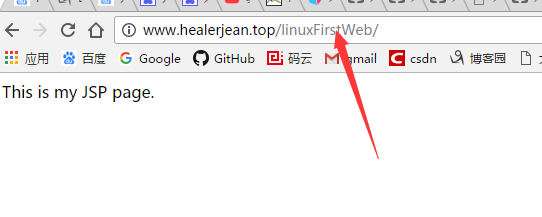 www.healerjean.top/linuxFirstWeb/
应用 百度 Google GitHub 码云 gmail csdn 博客园
This is my JSP page.